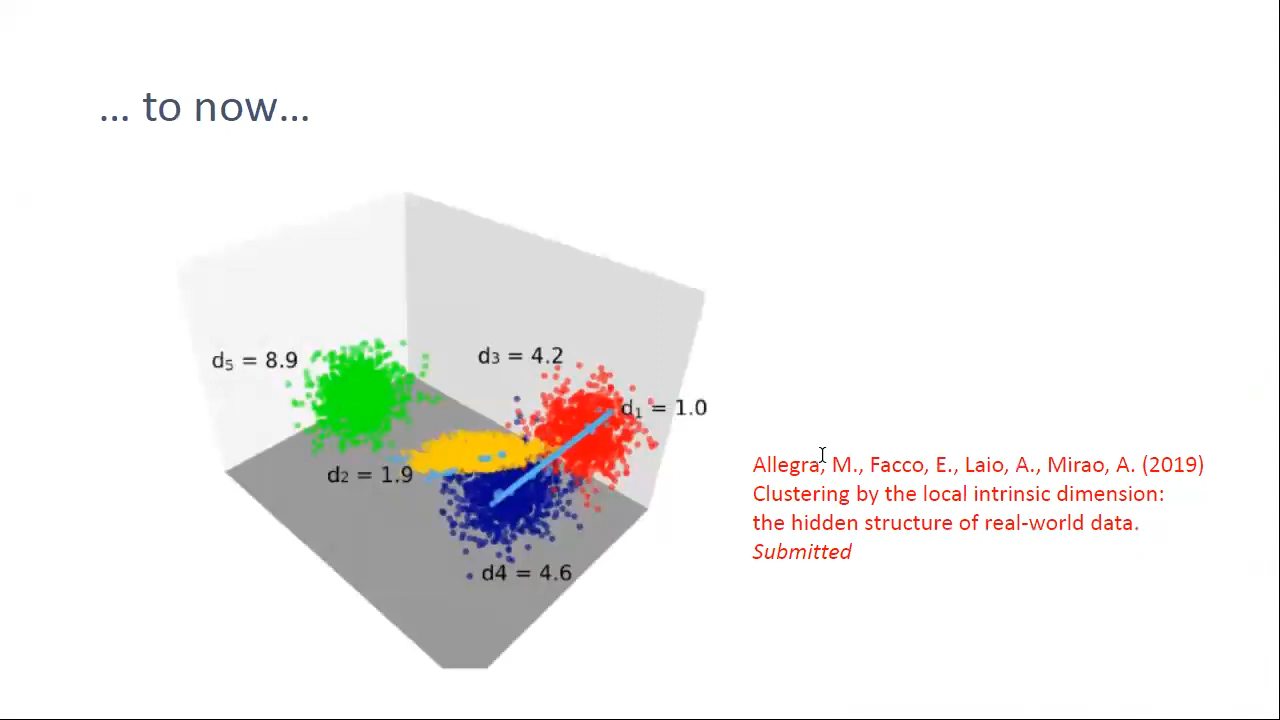 ... to now...
d₅ = 8.9
d₃ = 4.2
d₁ = 1.0
d₂ = 1.9
d4 = 4.6
Allegra, M., Facco, E., Laio, A., Mirao, A. (2019)
Clustering by the local intrinsic dimension:
the hidden structure of real-world data.
Submitted